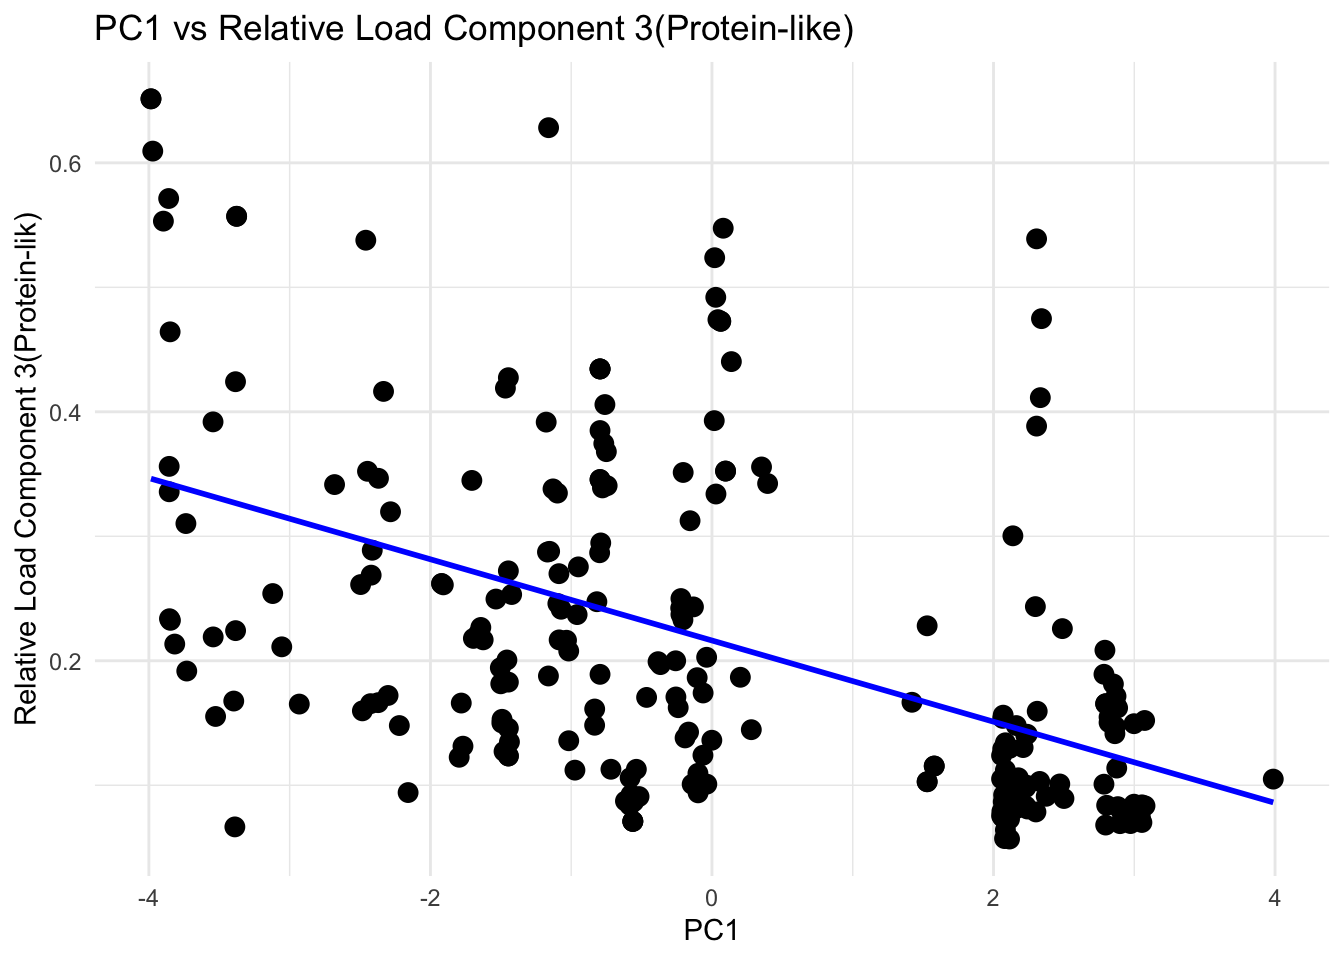 PC1 vs Relative Load Component 3(Protein-like)
Relative Load Component 3(Protein-lik)
0.6
0.4
0.2
-4
-2
0
2
4
PC1